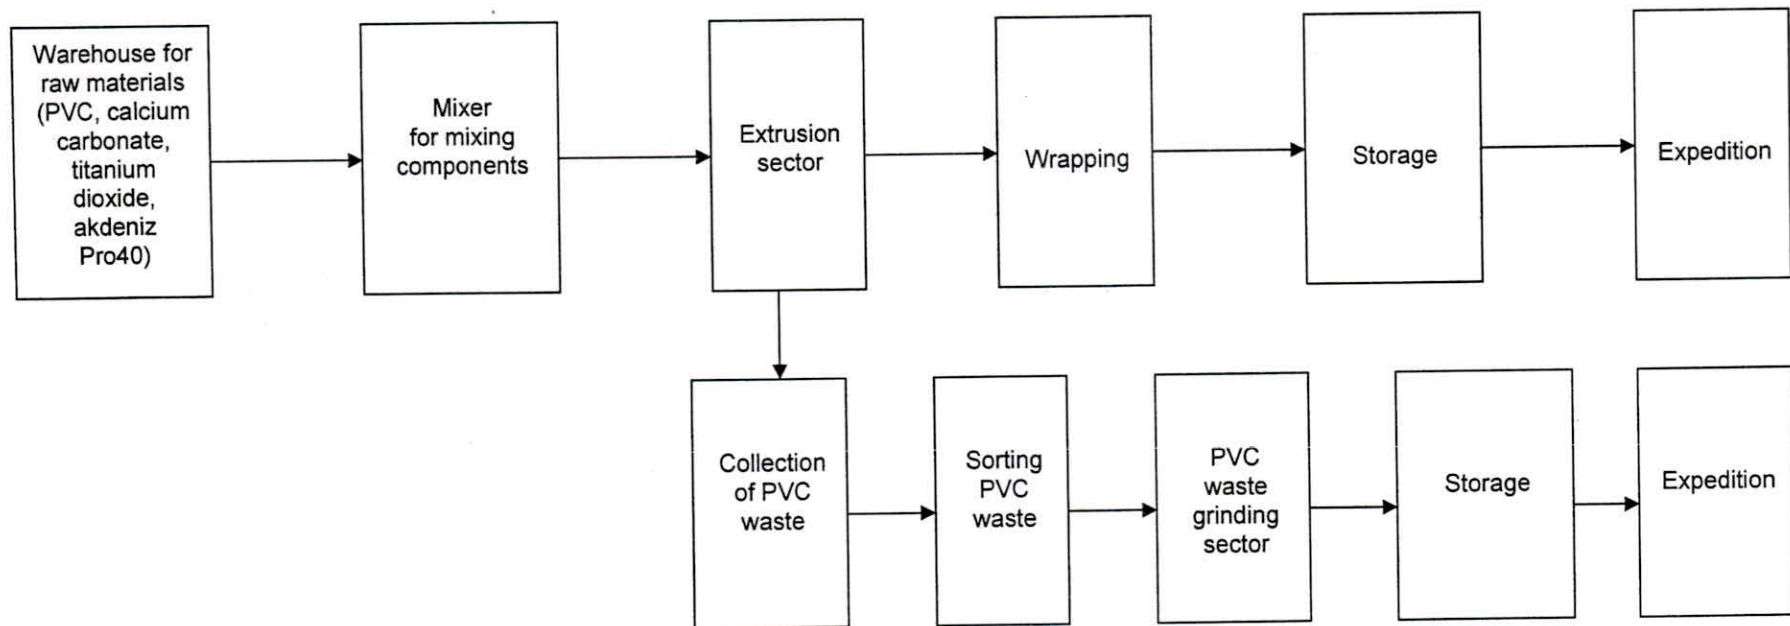 Warehouse for
raw materials
(PVC, calcium
carbonate,
titanium
dioxide,
akdeniz
Pro40)
Mixer
for mixing
components
Extrusion
sector
Wrapping
Storage
Expedition
Collection
of PVC
waste
Sorting
PVC
waste
PVC
waste
grinding
sector
Storage
Expedition